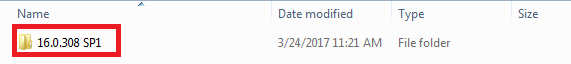 Name Date modified Type Size
16.0.308 SP1 3/24/2017 11:21 AM File folder